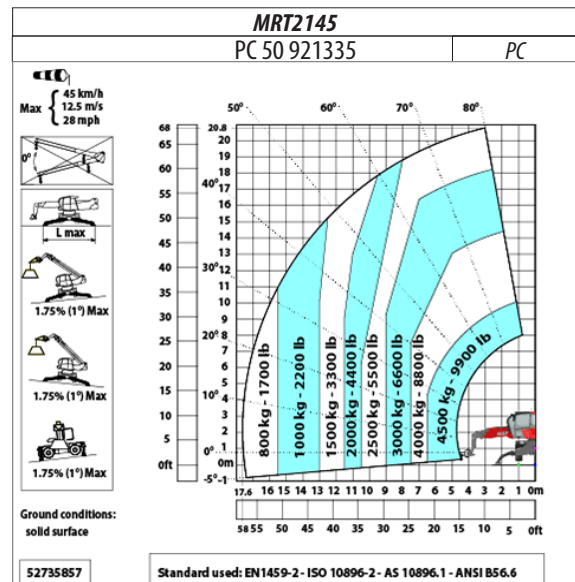 MRT2145
PC 50 921335
PC
Max
45 km/h
12.5 m/s
28 mph
0°
L max
1.75% (1°) Max
1.75% (1°) Max
1.75% (1°) Max
Ground conditions:
solid surface
52735857
50° 60° 70° 80°
40°
30°
20°
10°
0°
-5°
68
65
60
55
50
45
40
35
30
25
20
15
10
5
0ft
20.8
20
19
18
17
16
15
14
13
12
11
10
9
8
7
6
5
4
3
2
1
0m
-1
800 kg - 1700 lb
1000 kg - 2200 lb
1500 kg - 3300 lb
2000 kg - 4400 lb
2500 kg - 5500 lb
3000 kg - 6600 lb
4000 kg - 8800 lb
4500 kg - 9900 lb
17.6 16 15 14 13 12 11 10 9 8 7 6 5 4 3 2 1 0m
58 55 50 45 40 35 30 25 20 15 10 5 0ft
Standard used: EN1459-2 - ISO 10896-2 - AS 10896.1 - ANSI B56.6